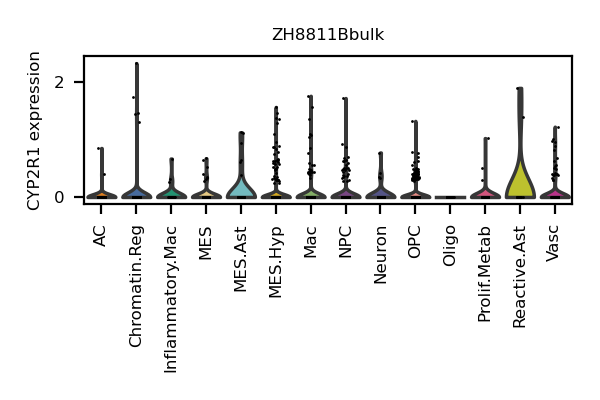 ZH8811Bbulk
CYP2R1 expression
2
0
AC
Chromatin.Reg
Inflammatory.Mac
MES
MES.Ast
MES.Hyp
Mac
NPC
Neuron
OPC
Oligo
Prolif.Metab
Reactive.Ast
Vasc